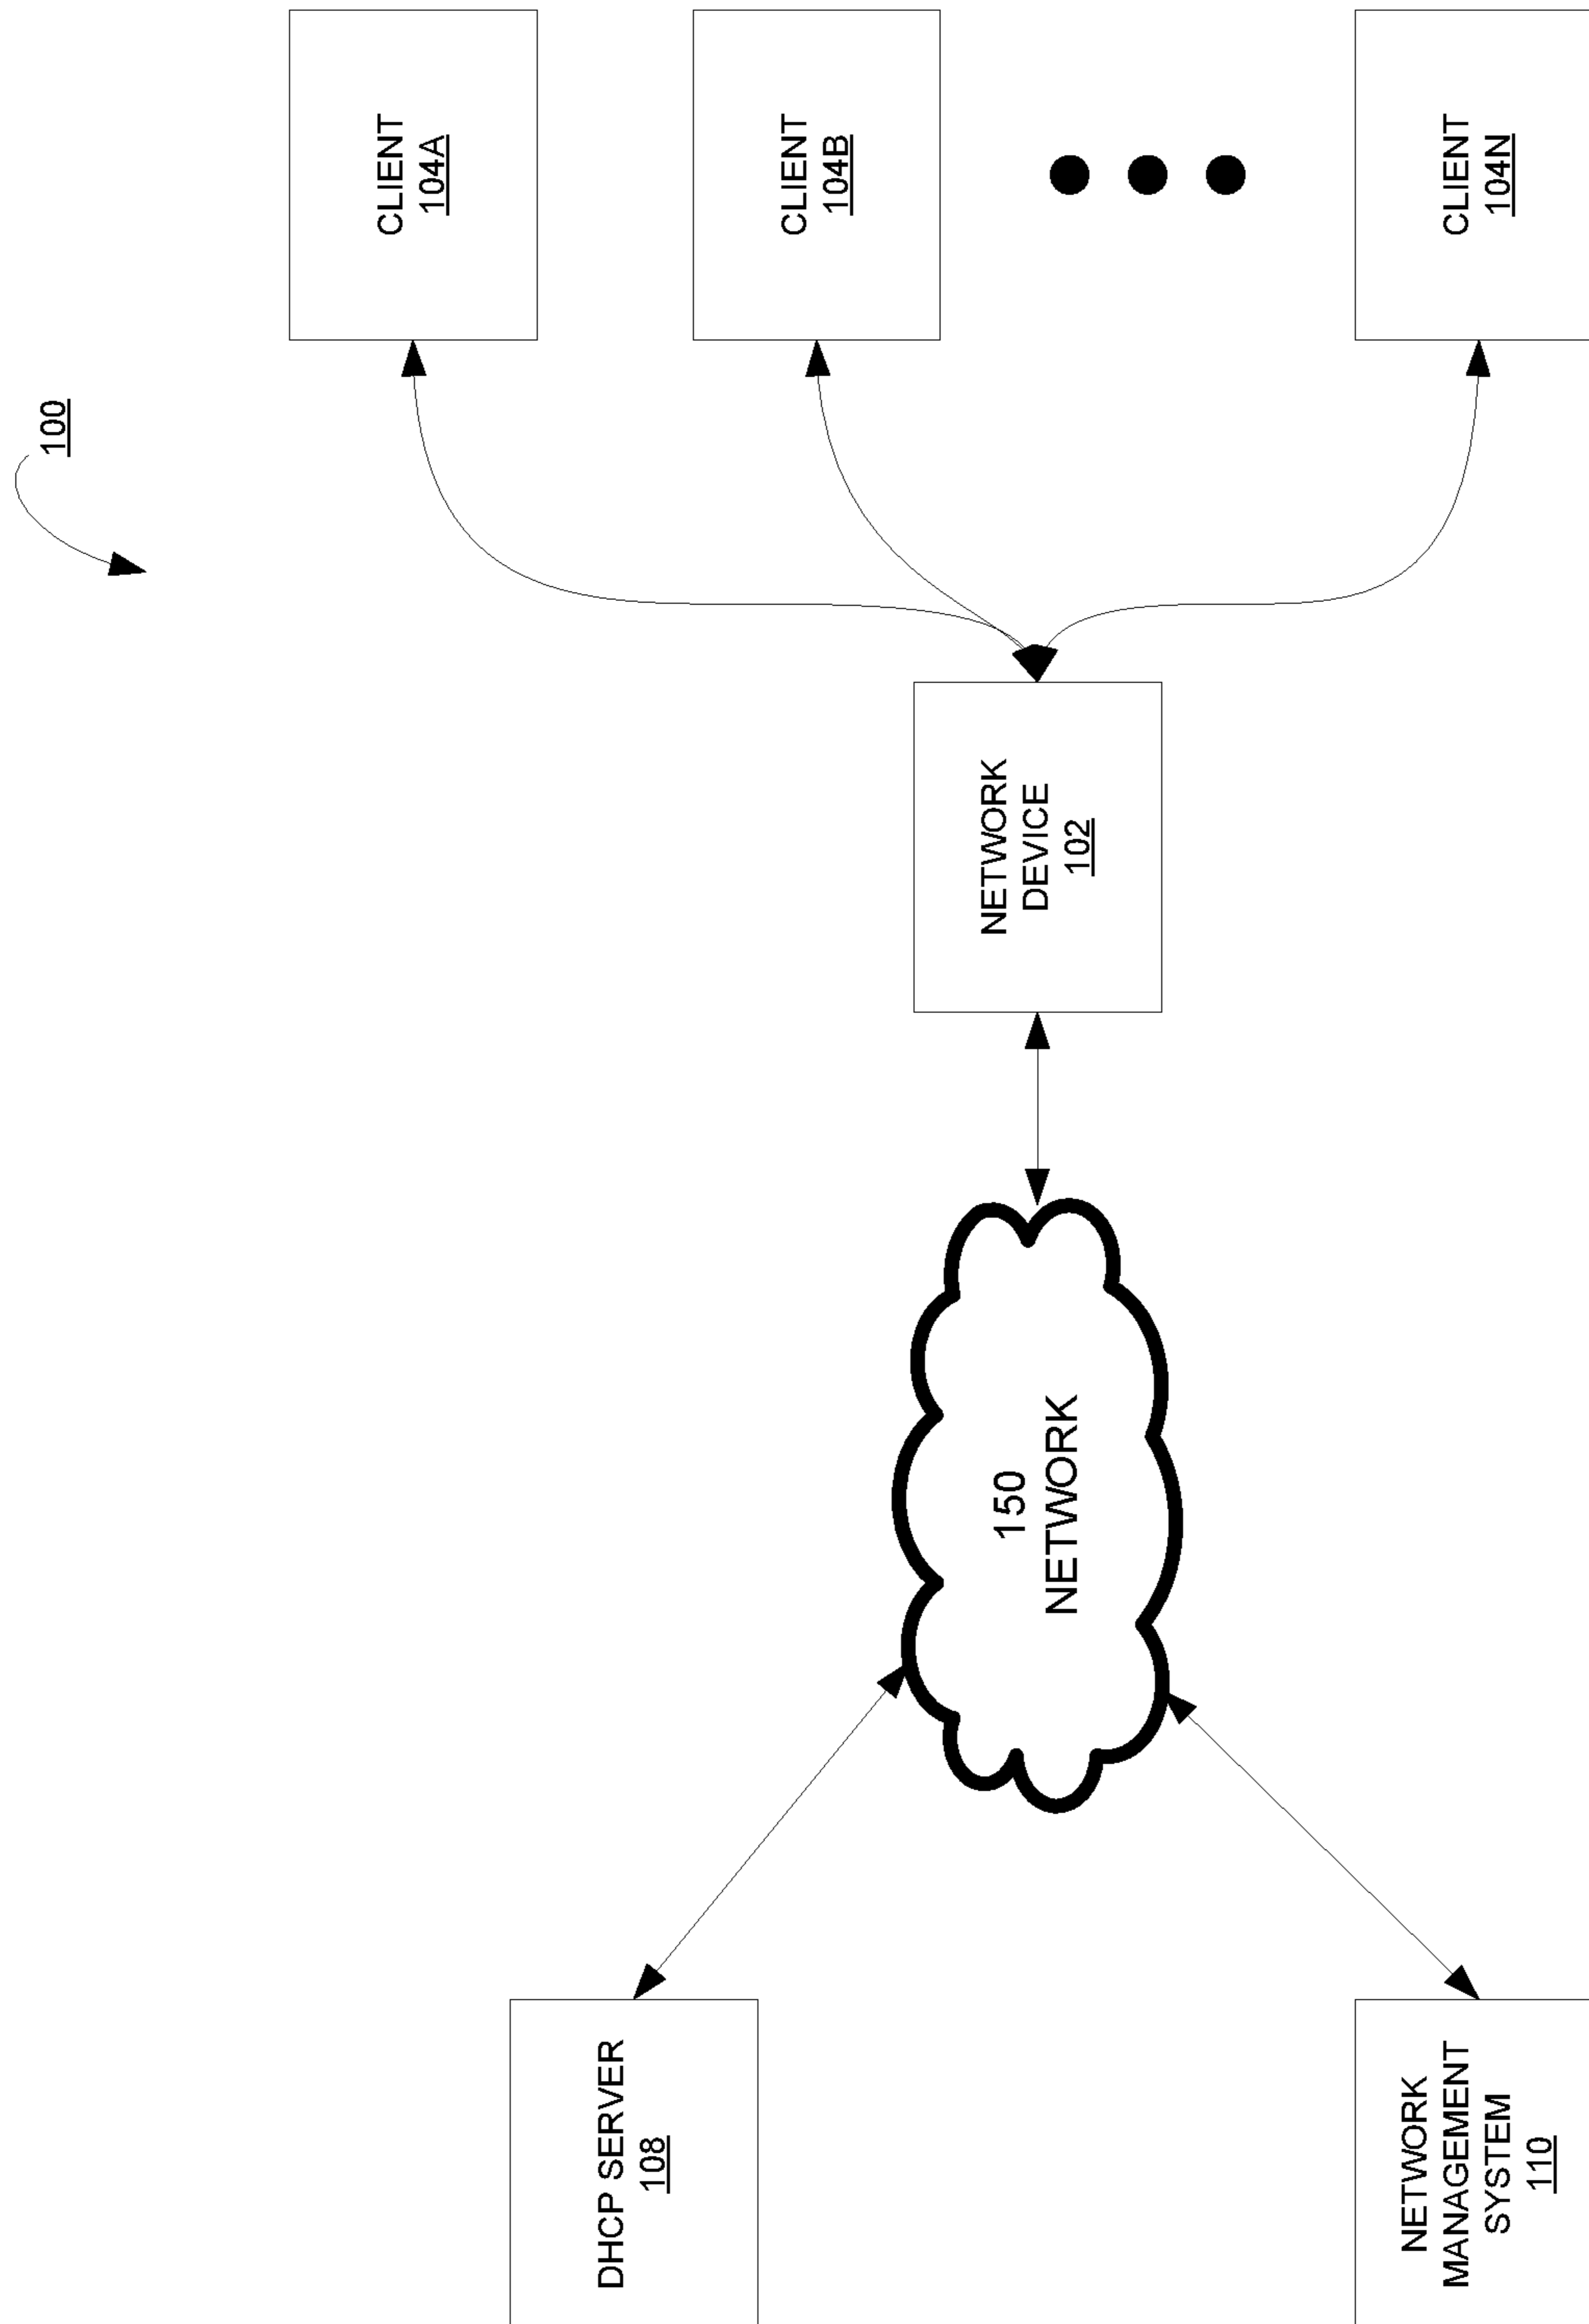 100
CLIENT
104A
CLIENT
104B
CLIENT
104N
NETWORK
DEVICE
102
150
NETWORK
DHCP SERVER
108
NETWORK
MANAGEMENT
SYSTEM
110